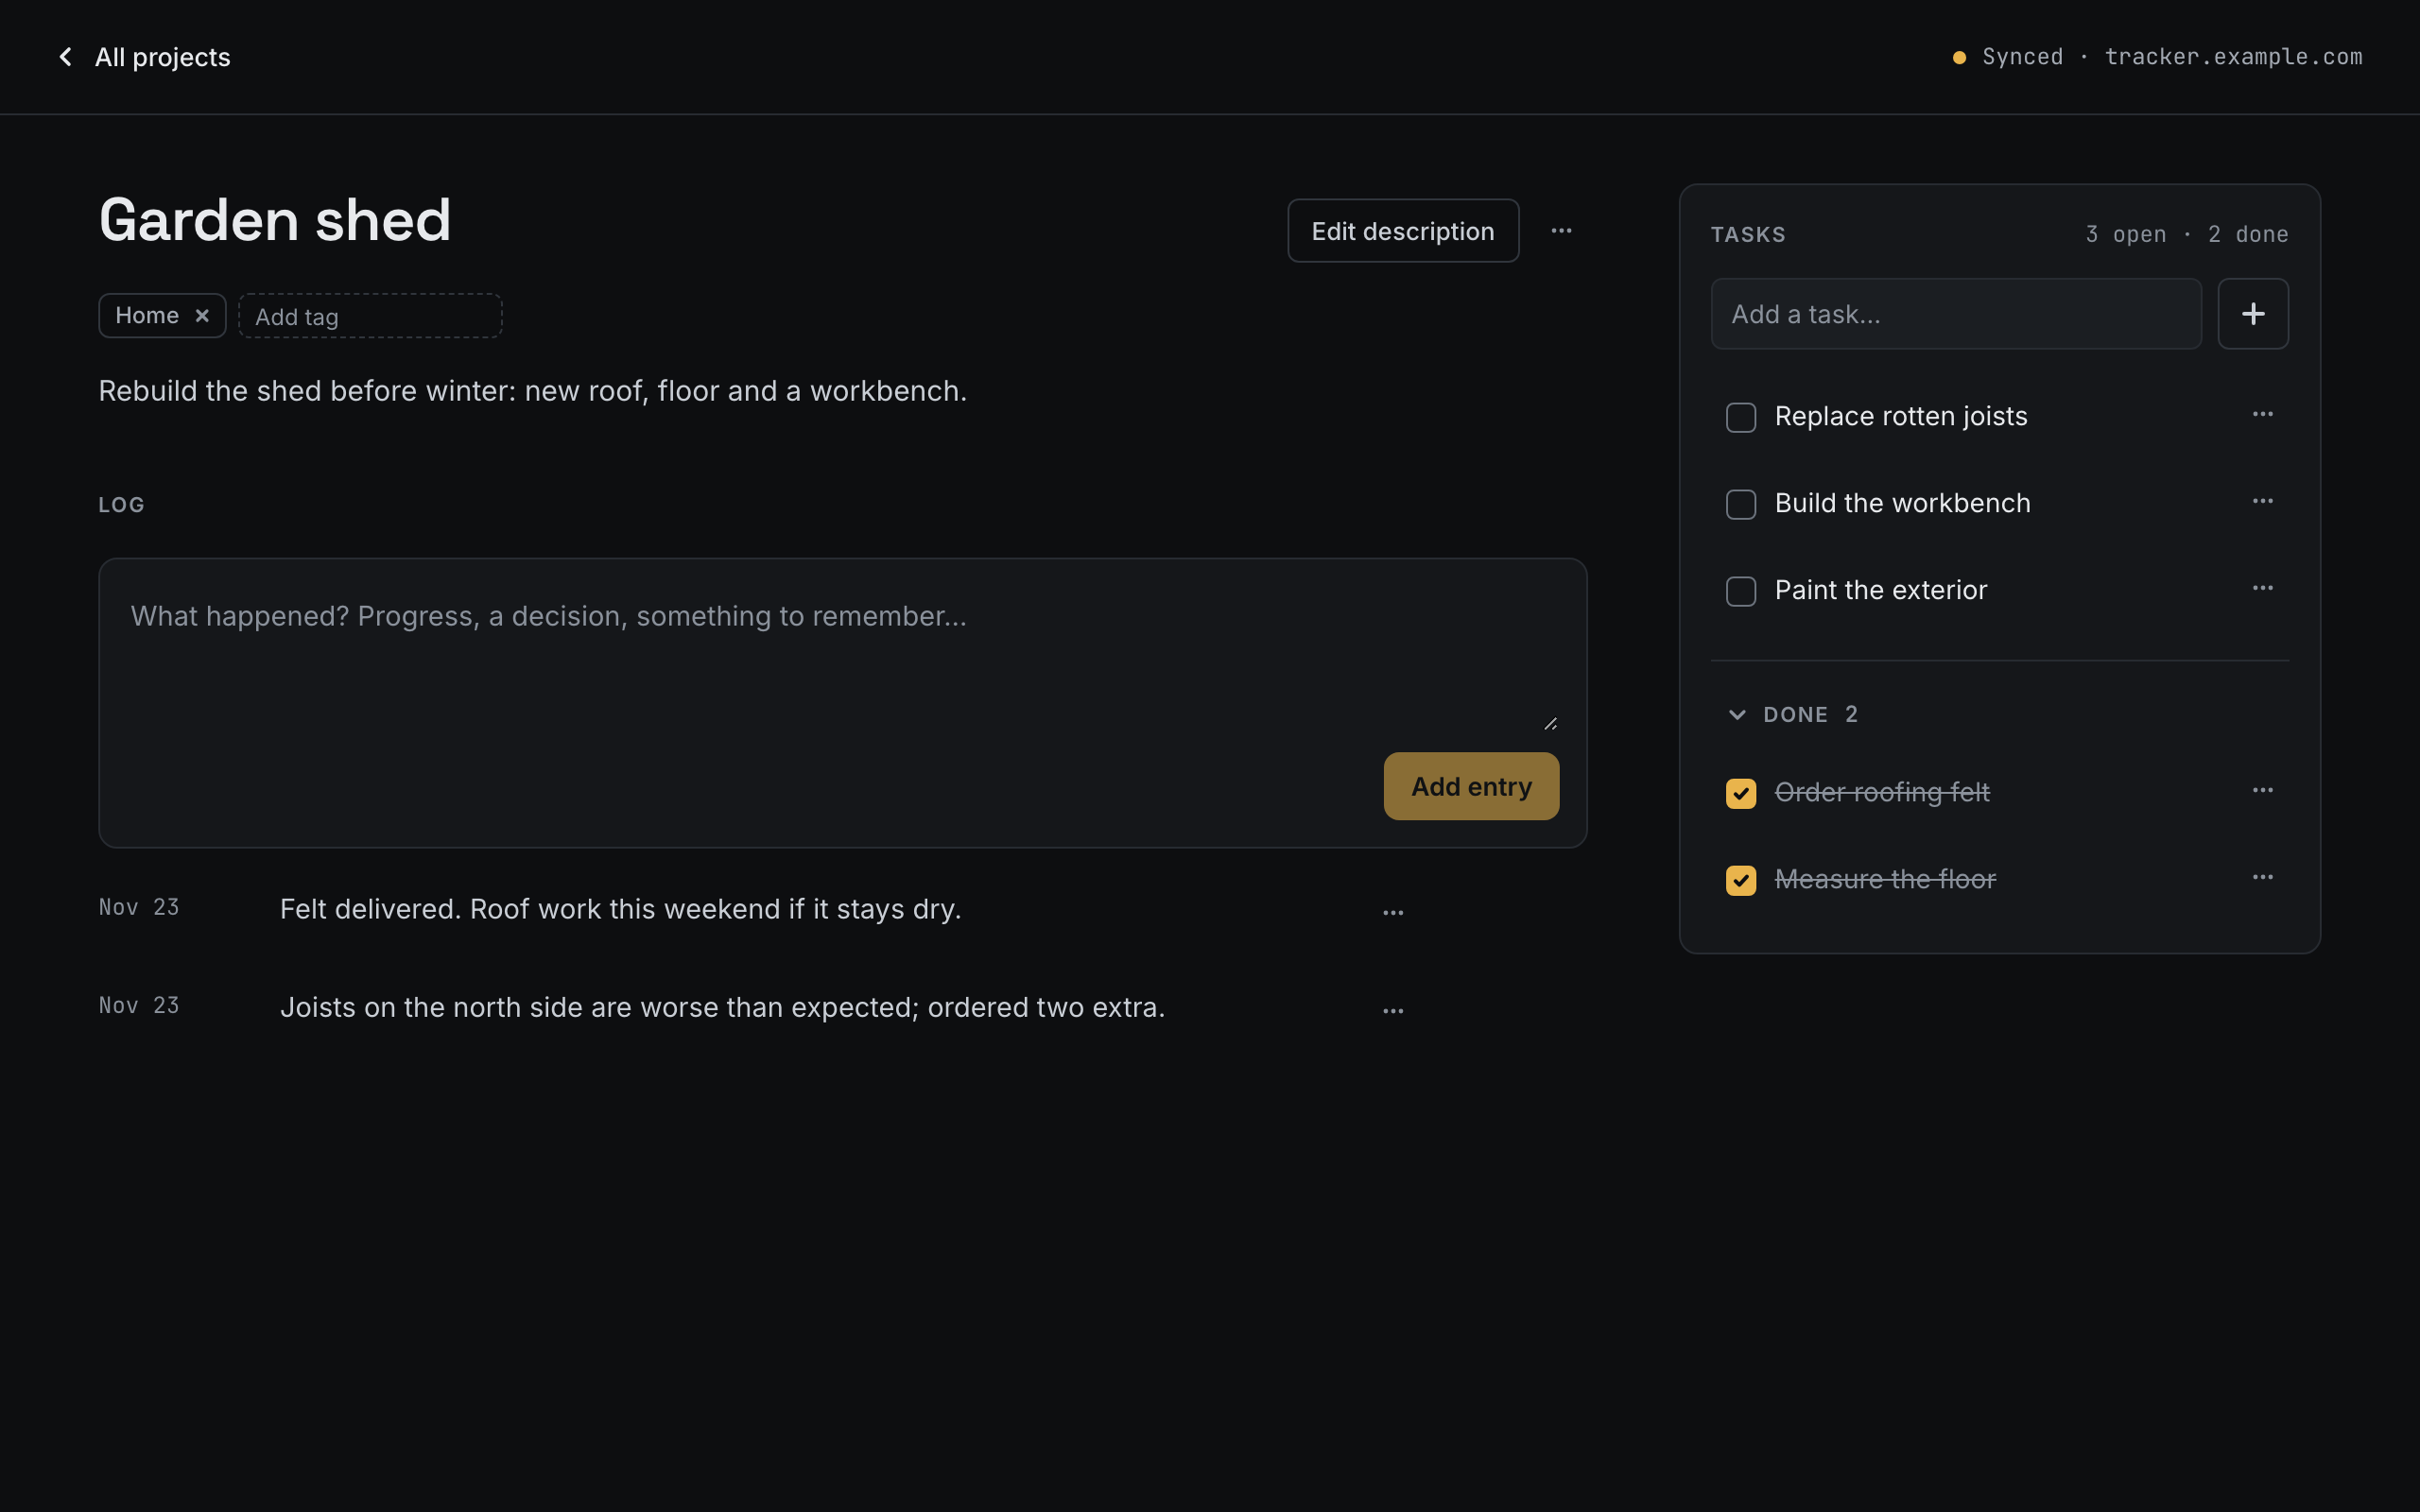 All projects
Synced · tracker.example.com
Garden shed
Edit description
Home
Add tag
Rebuild the shed before winter: new roof, floor and a workbench.
LOG
What happened? Progress, a decision, something to remember...
Add entry
Nov 23
Felt delivered. Roof work this weekend if it stays dry.
Nov 23
Joists on the north side are worse than expected; ordered two extra.
TASKS
3 open · 2 done
Add a task...
Replace rotten joists
Build the workbench
Paint the exterior
DONE 2
Order roofing felt
Measure the floor